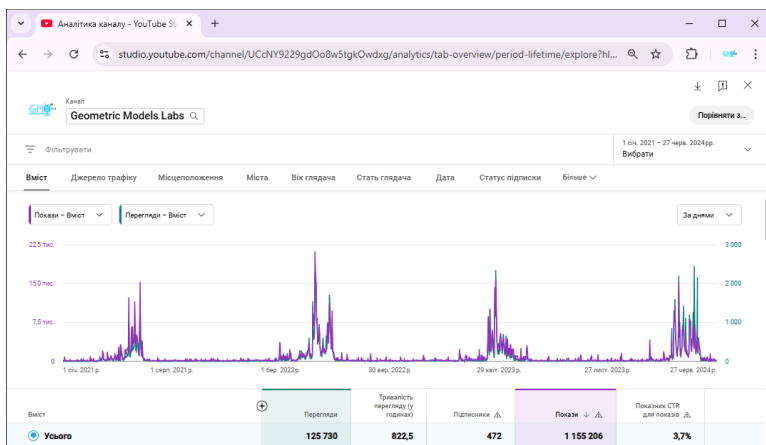 Аналітика каналу - YouTube St
studio.youtube.com/channel/UCcNY9229gdOo8w5tgkOwdxg/analytics/tab-overview/period-lifetime/explore?hl...
Канал
Geometric Models Labs
Порівняти з...
Фільтрувати
1 січ. 2021 – 27 черв. 2024 рр.
Вибрати
Вміст Джерело трафіку Місцеположення Міста Вік глядача Стать глядача Дата Статус підписки Більше
Покази – Вміст Перегляди – Вміст За днями
22,5 тис. 3 000
15,0 тис. 2 000
7,5 тис. 1 000
0 0
1 січ. 2021 р. 1 серп. 2021 р. 1 бер. 2022 р. 30 вер. 2022 р. 29 квіт. 2023 р. 27 лист. 2023 р. 27 черв. 2024 р.
Вміст Перегляди Тривалість перегляду (у годинах) Підписники Покази Показник CTR для показів
Усього 125 730 822,5 472 1 155 206 3,7%